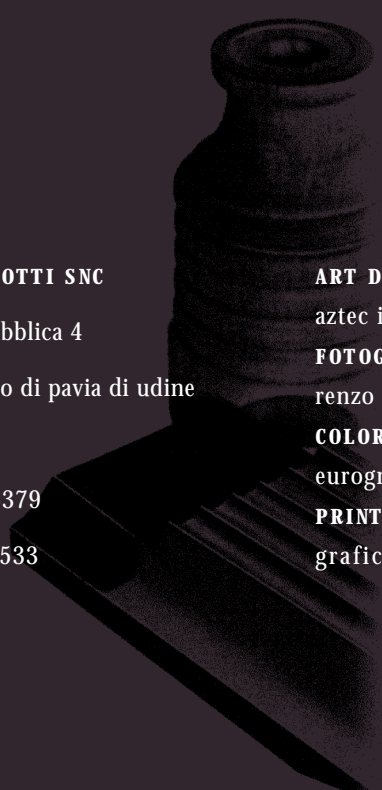 OTTI SNC
bblica 4
o di pavia di udine
379
533
ART D
aztec i
FOTOG
renzo
COLOR
eurogr
PRINT
grafic